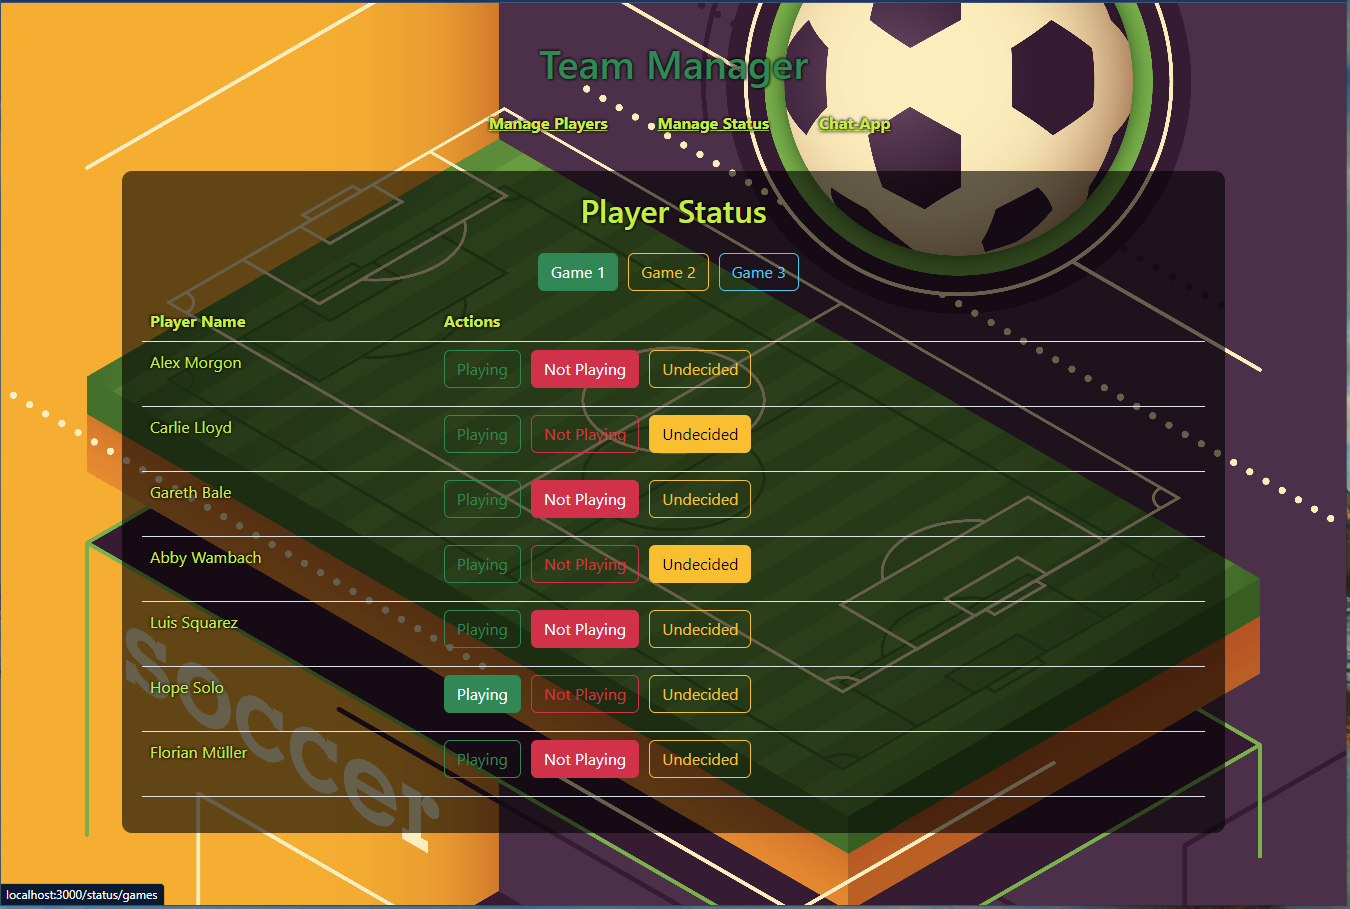 Team Manager
Manage Players Manage Status Chat-App
Player Status
Game 1 Game 2 Game 3
Player Name Actions
Alex Morgon Playing Not Playing Undecided
Carlie Lloyd Playing Not Playing Undecided
Gareth Bale Playing Not Playing Undecided
Abby Wambach Playing Not Playing Undecided
Luis Squarez Playing Not Playing Undecided
Hope Solo Playing Not Playing Undecided
Florian Müller Playing Not Playing Undecided
soccer
localhost:3000/status/games